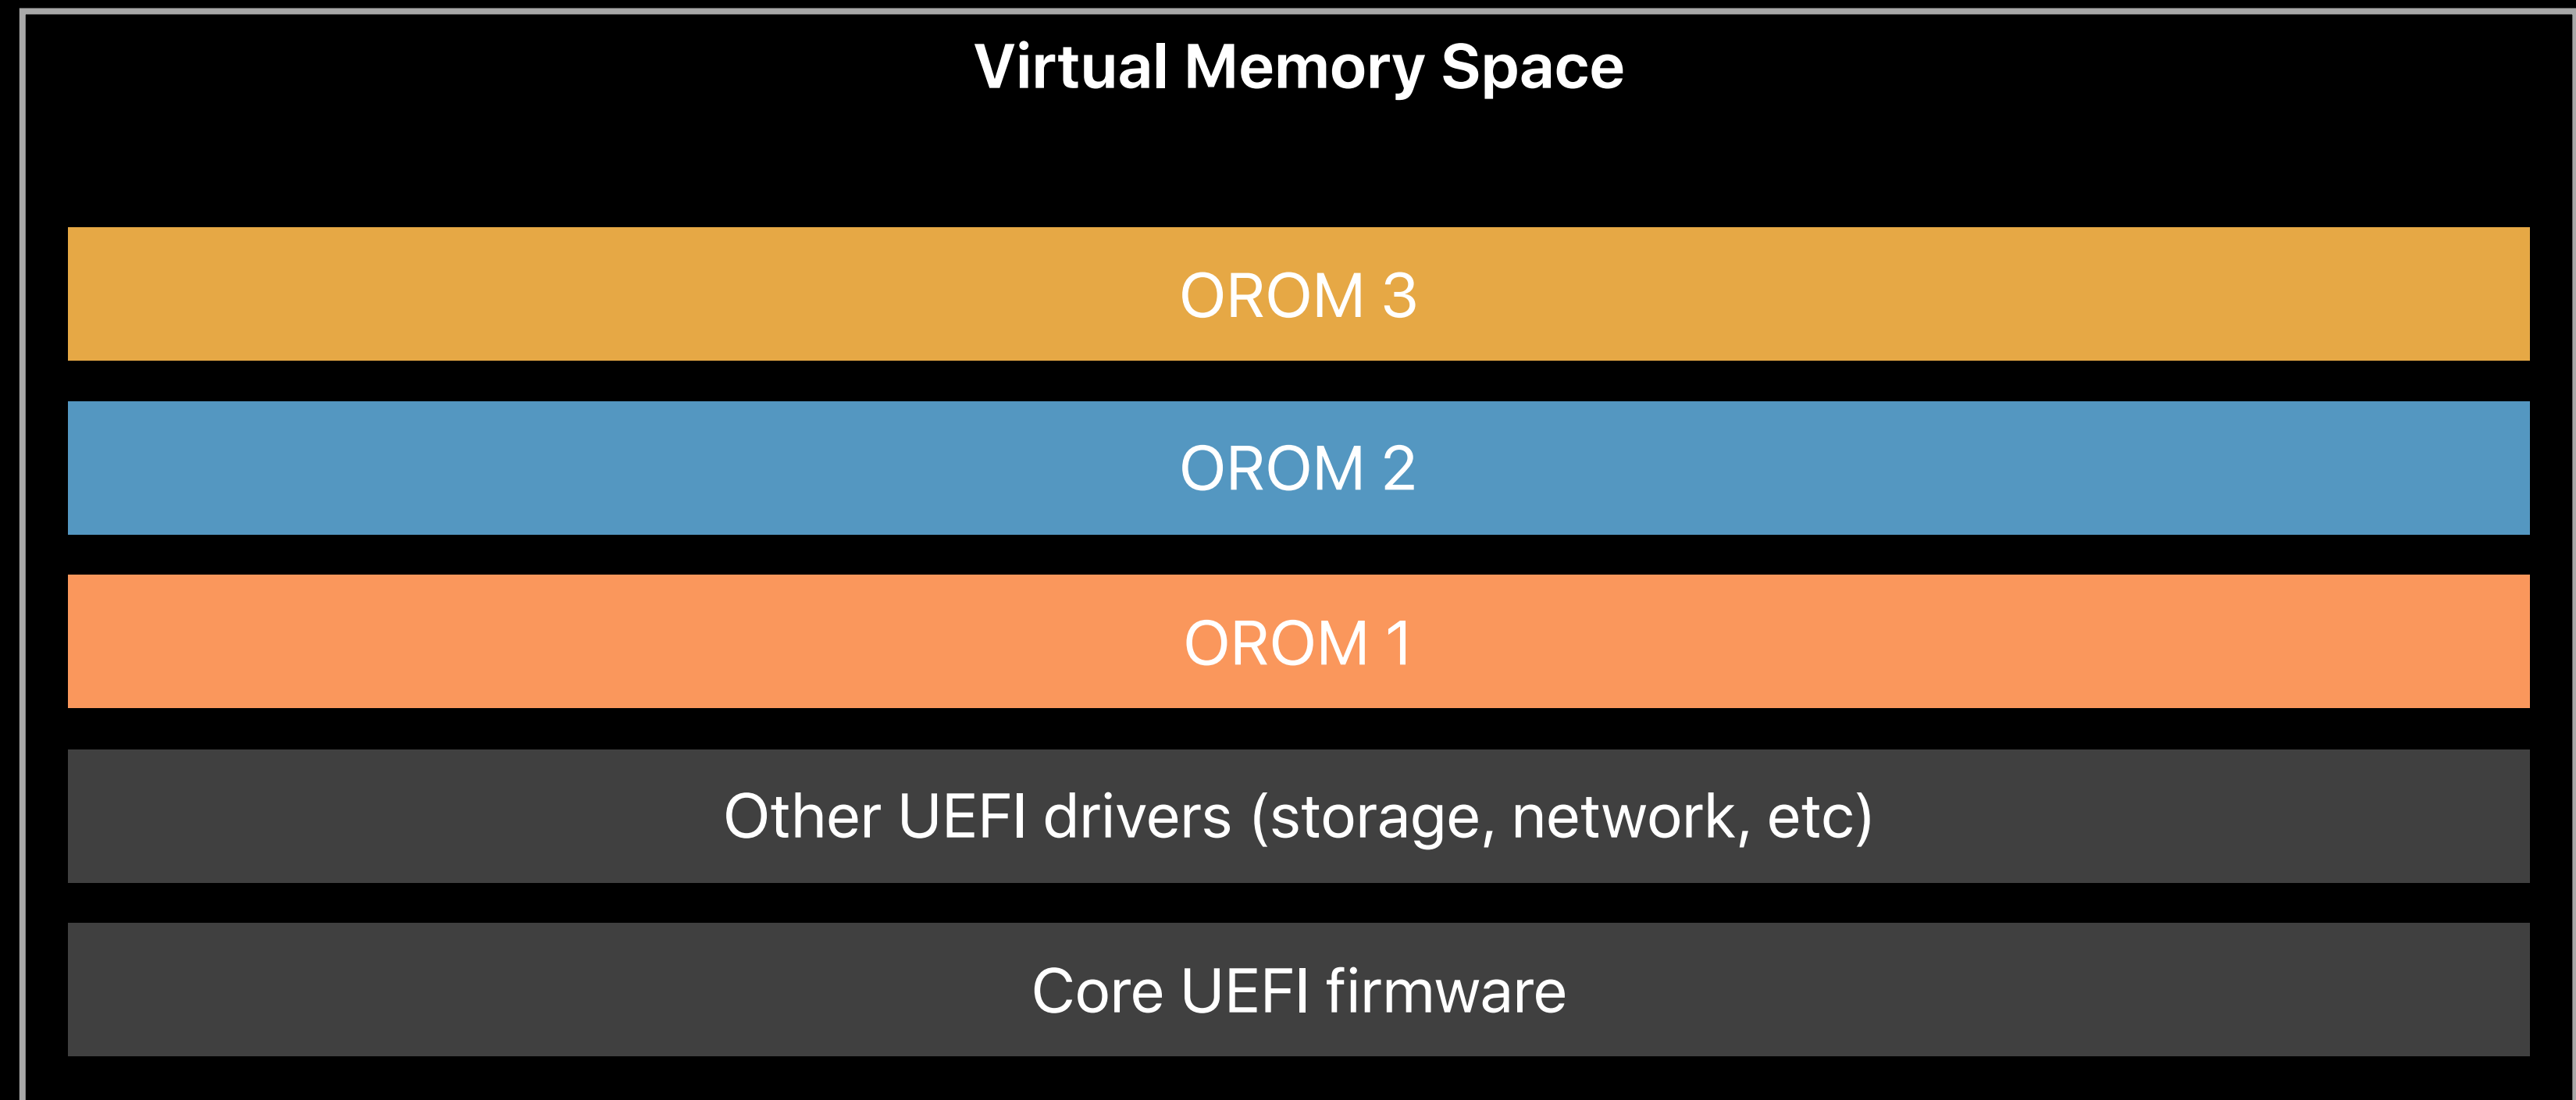 Virtual Memory Space
OROM 3
OROM 2
OROM 1
Other UEFI drivers (storage, network, etc)
Core UEFI firmware